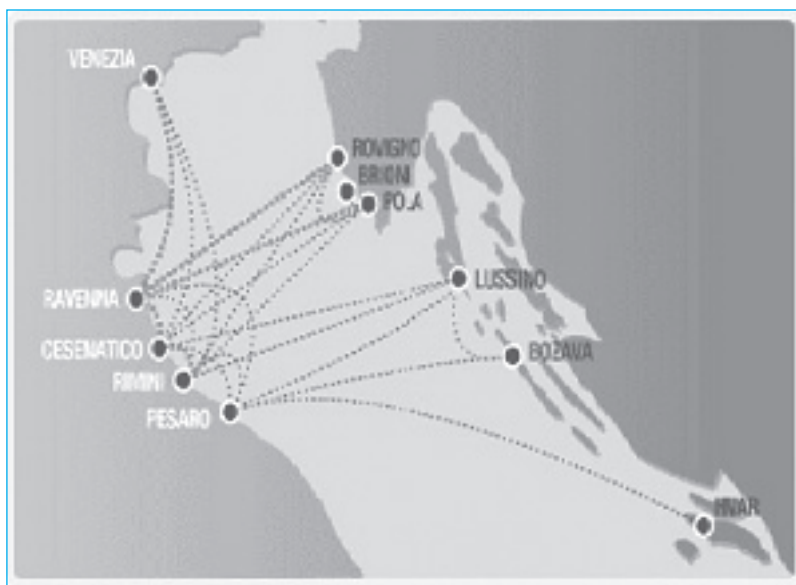 VENEZIA
ROVIGNO
BRIONI
POLA
RAVENNA
LUSSINO
CESENATICO
BOZAVA
RIMINI
PESARO
HVAR